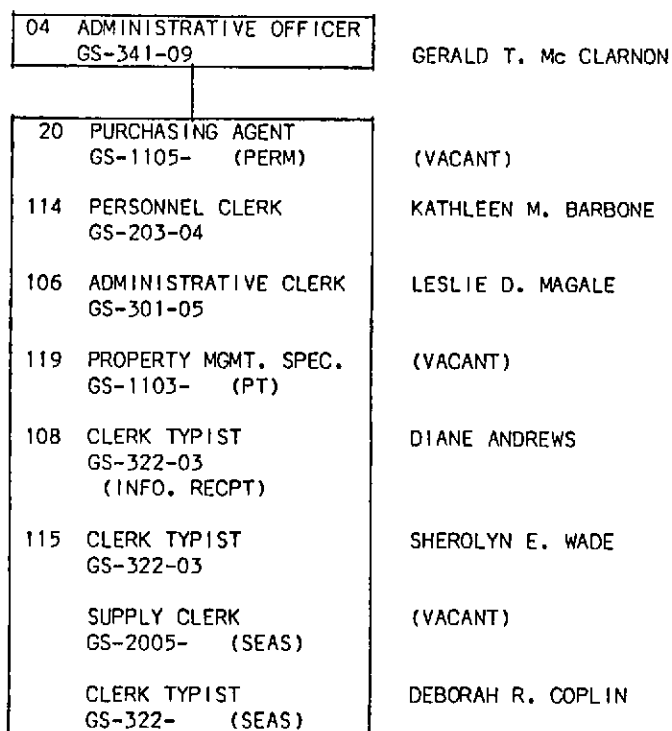 04 ADMINISTRATIVE OFFICER
GS-341-09 GERALD T. Mc CLARNON
20 PURCHASING AGENT
GS-1105- (PERM) (VACANT)
114 PERSONNEL CLERK KATHLEEN M. BARBONE
GS-203-04
106 ADMINISTRATIVE CLERK LESLIE D. MAGALE
GS-301-05
119 PROPERTY MGMT. SPEC. (VACANT)
GS-1103- (PT)
108 CLERK TYPIST DIANE ANDREWS
GS-322-03
(INFO. RECPT)
115 CLERK TYPIST SHEROLYN E. WADE
GS-322-03
SUPPLY CLERK (VACANT)
GS-2005- (SEAS)
CLERK TYPIST DEBORAH R. COPLIN
GS-322- (SEAS)